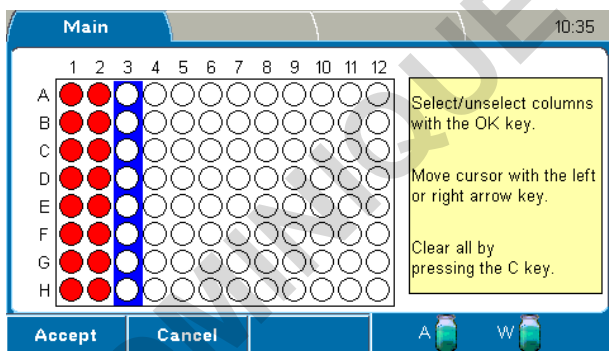 Main
10:35
1 2 3 4 5 6 7 8 9 10 11 12
A
B
C
D
E
F
G
H
Select/unselect columns
with the OK key.
Move cursor with the left
or right arrow key.
Clear all by
pressing the C key.
Accept Cancel A W
OMINIQUE